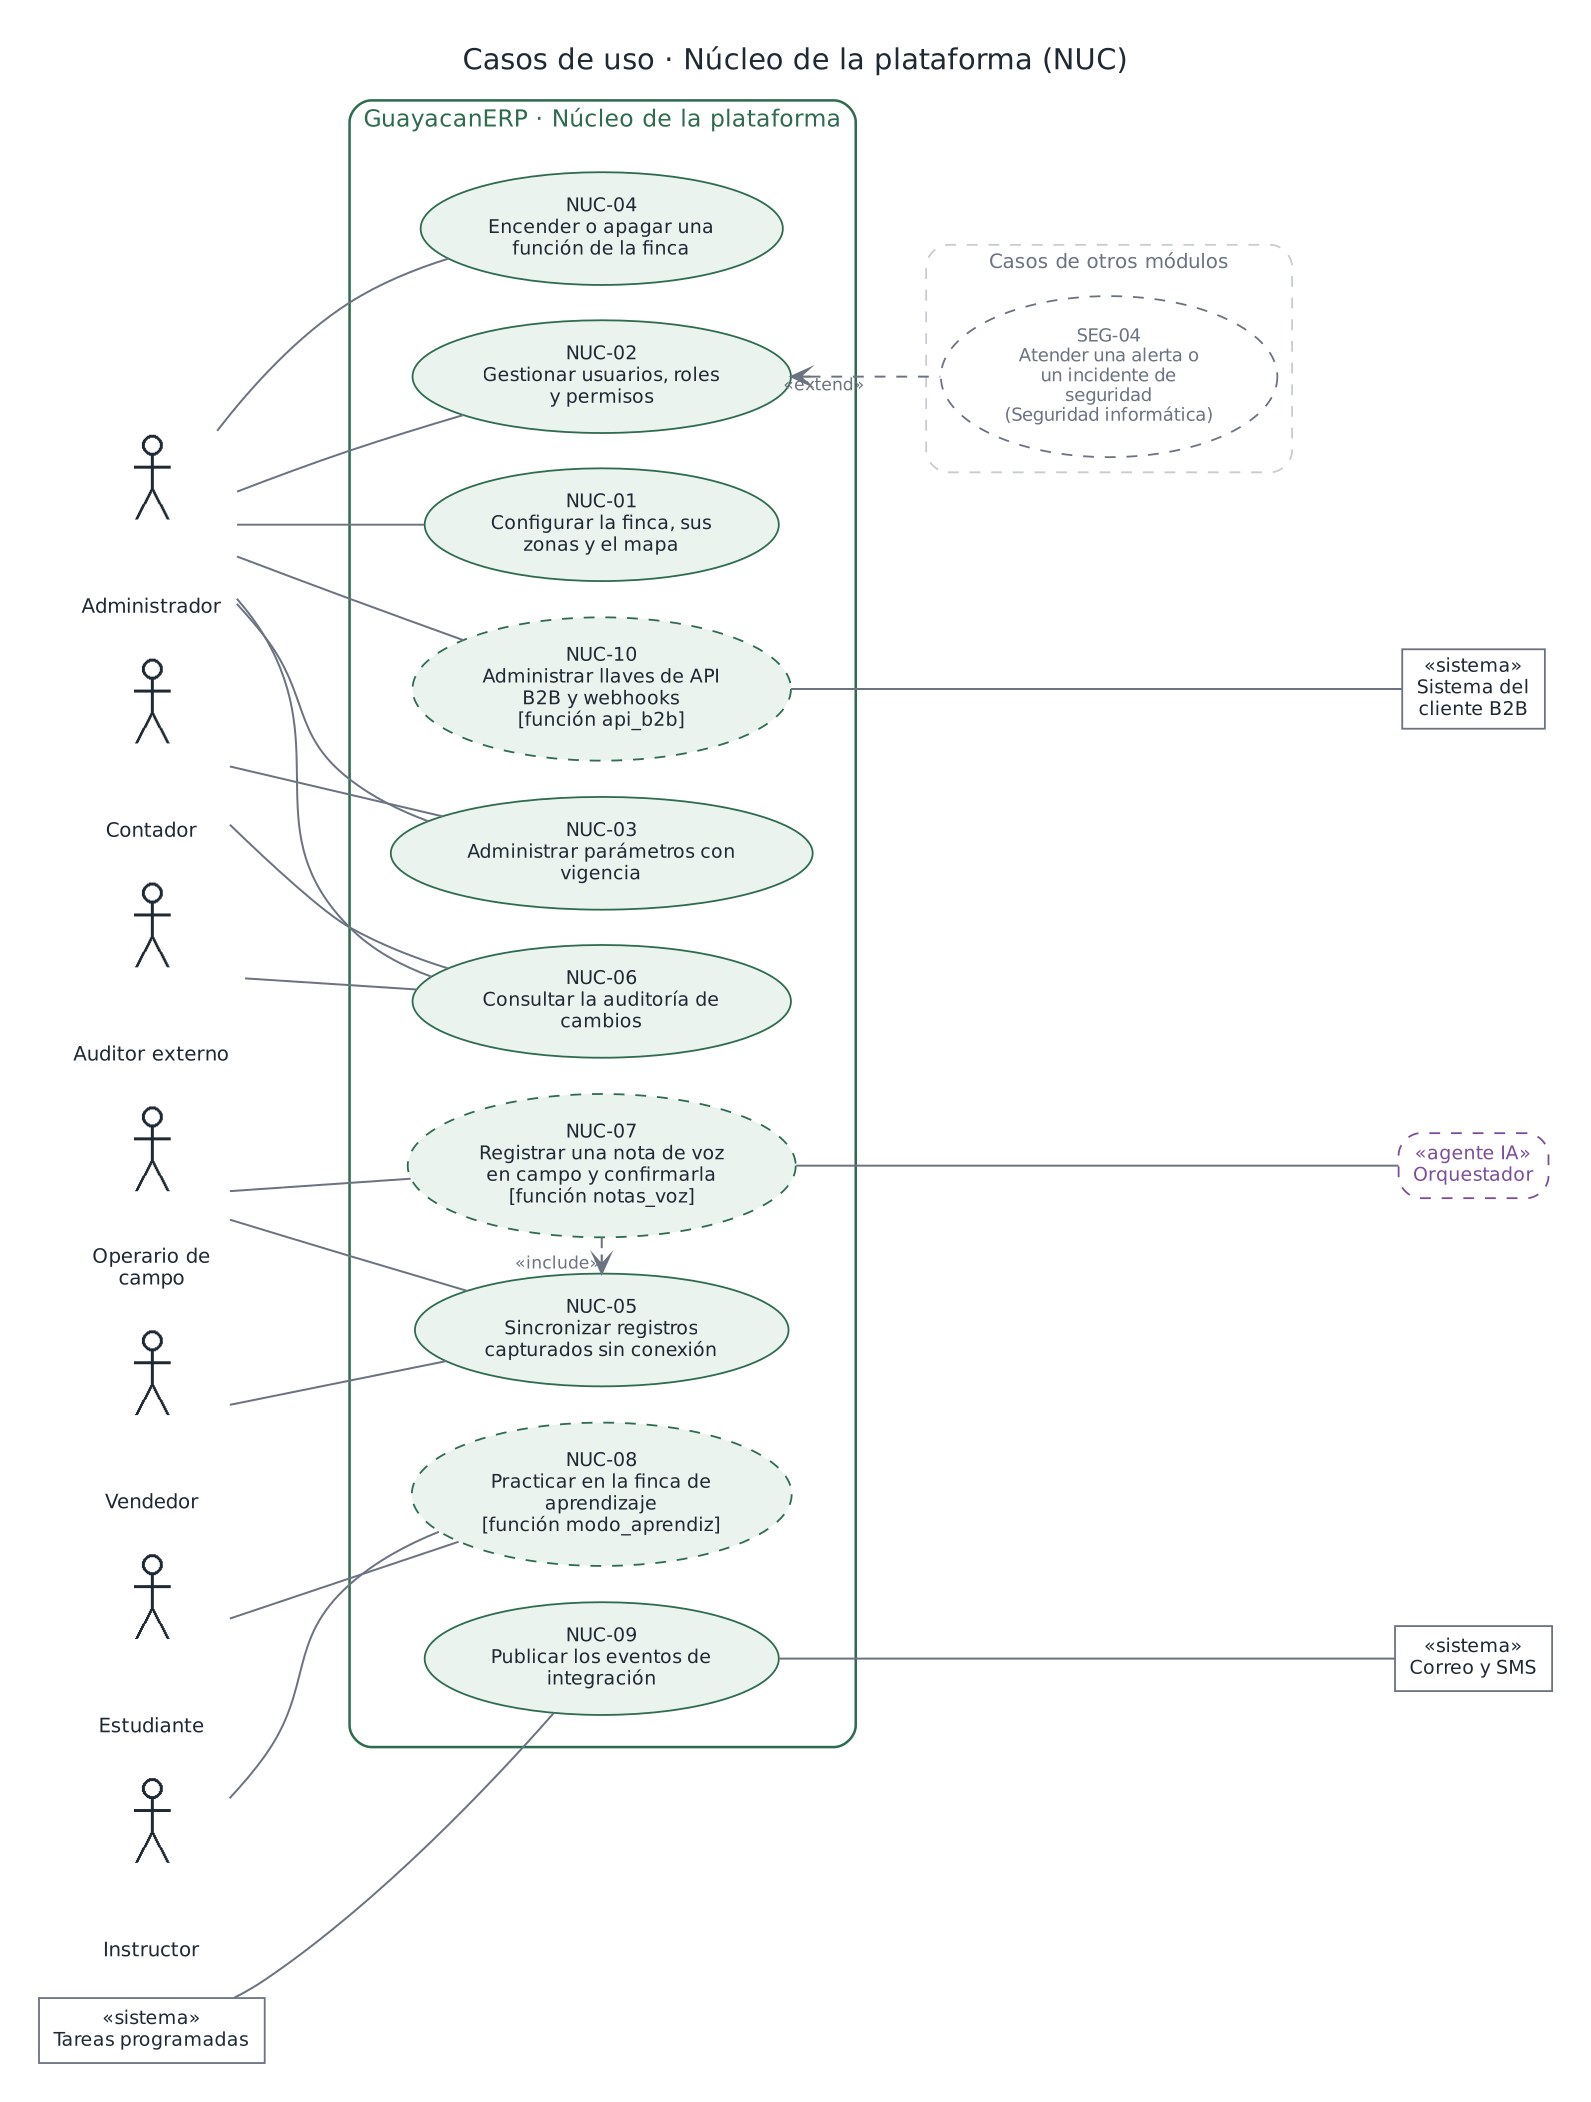 Casos de uso · Núcleo de la plataforma (NUC)
GuayacanERP · Núcleo de la plataforma
NUC-04
Encender o apagar una
función de la finca
Casos de otros módulos
NUC-02
Gestionar usuarios, roles
y permisos
«extend»
SEG-04
Atender una alerta o
un incidente de
seguridad
(Seguridad informática)
NUC-01
Configurar la finca, sus
zonas y el mapa
Administrador
NUC-10
Administrar llaves de API
B2B y webhooks
[función api_b2b]
«sistema»
Sistema del
cliente B2B
Contador
NUC-03
Administrar parámetros con
vigencia
NUC-06
Consultar la auditoría de
cambios
Auditor externo
NUC-07
Registrar una nota de voz
en campo y confirmarla
[función notas_voz]
«agente IA»
Orquestador
Operario de
campo
«include»
NUC-05
Sincronizar registros
capturados sin conexión
Vendedor
NUC-08
Practicar en la finca de
aprendizaje
[función modo_aprendiz]
NUC-09
Publicar los eventos de
integración
«sistema»
Correo y SMS
Estudiante
Instructor
«sistema»
Tareas programadas